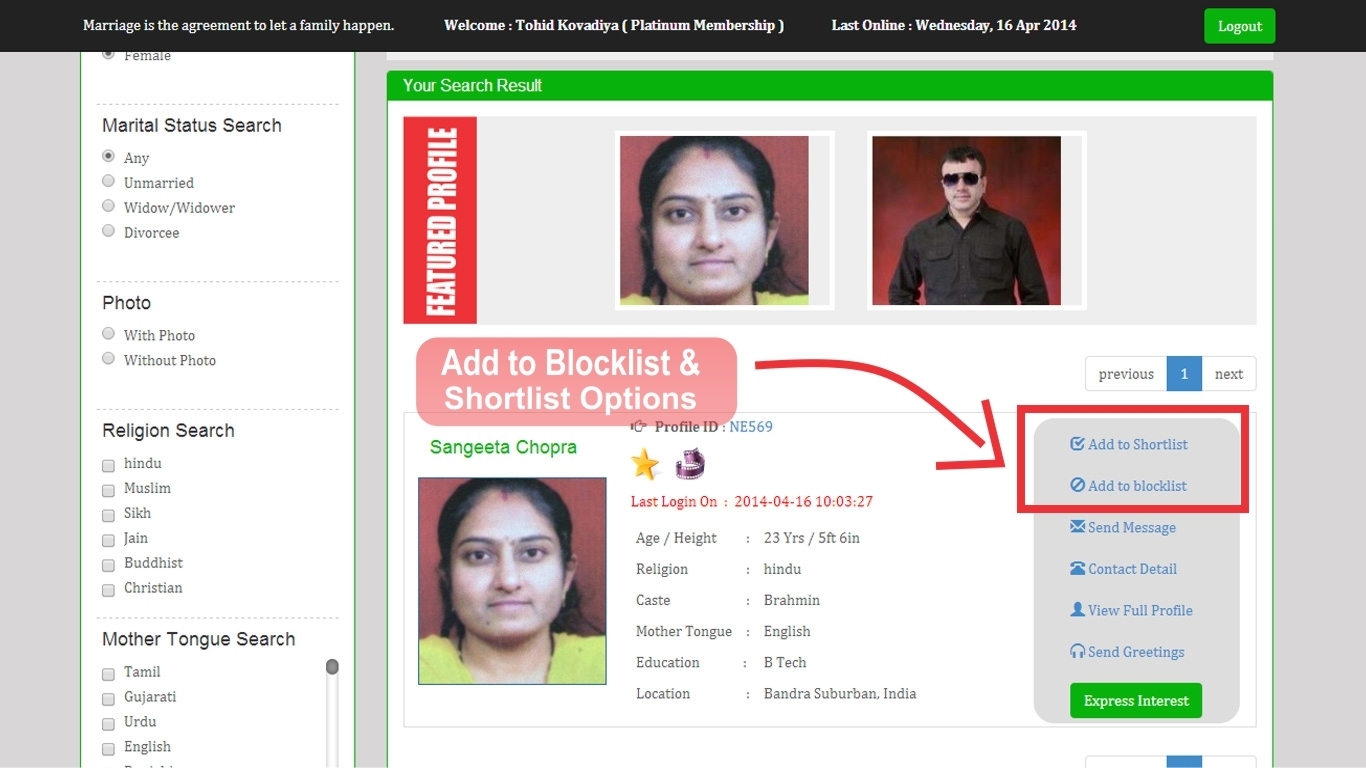 Marriage is the agreement to let a family happen.
Welcome : Tohid Kovadiya ( Platinum Membership )
Last Online : Wednesday, 16 Apr 2014
Logout
Female
Marital Status Search
Any
Unmarried
Widow/Widower
Divorcee
Photo
With Photo
Without Photo
Religion Search
hindu
Muslim
Sikh
Jain
Buddhist
Christian
Mother Tongue Search
Tamil
Gujarati
Urdu
English
Your Search Result
FEATURED PROFILE
Add to Blocklist &
Shortlist Options
previous 1 next
Sangeeta Chopra
Profile ID : NE569
Last Login On : 2014-04-16 10:03:27
Age / Height : 23 Yrs / 5ft 6in
Religion : hindu
Caste : Brahmin
Mother Tongue : English
Education : B Tech
Location : Bandra Suburban, India
Add to Shortlist
Add to blocklist
Send Message
Contact Detail
View Full Profile
Send Greetings
Express Interest